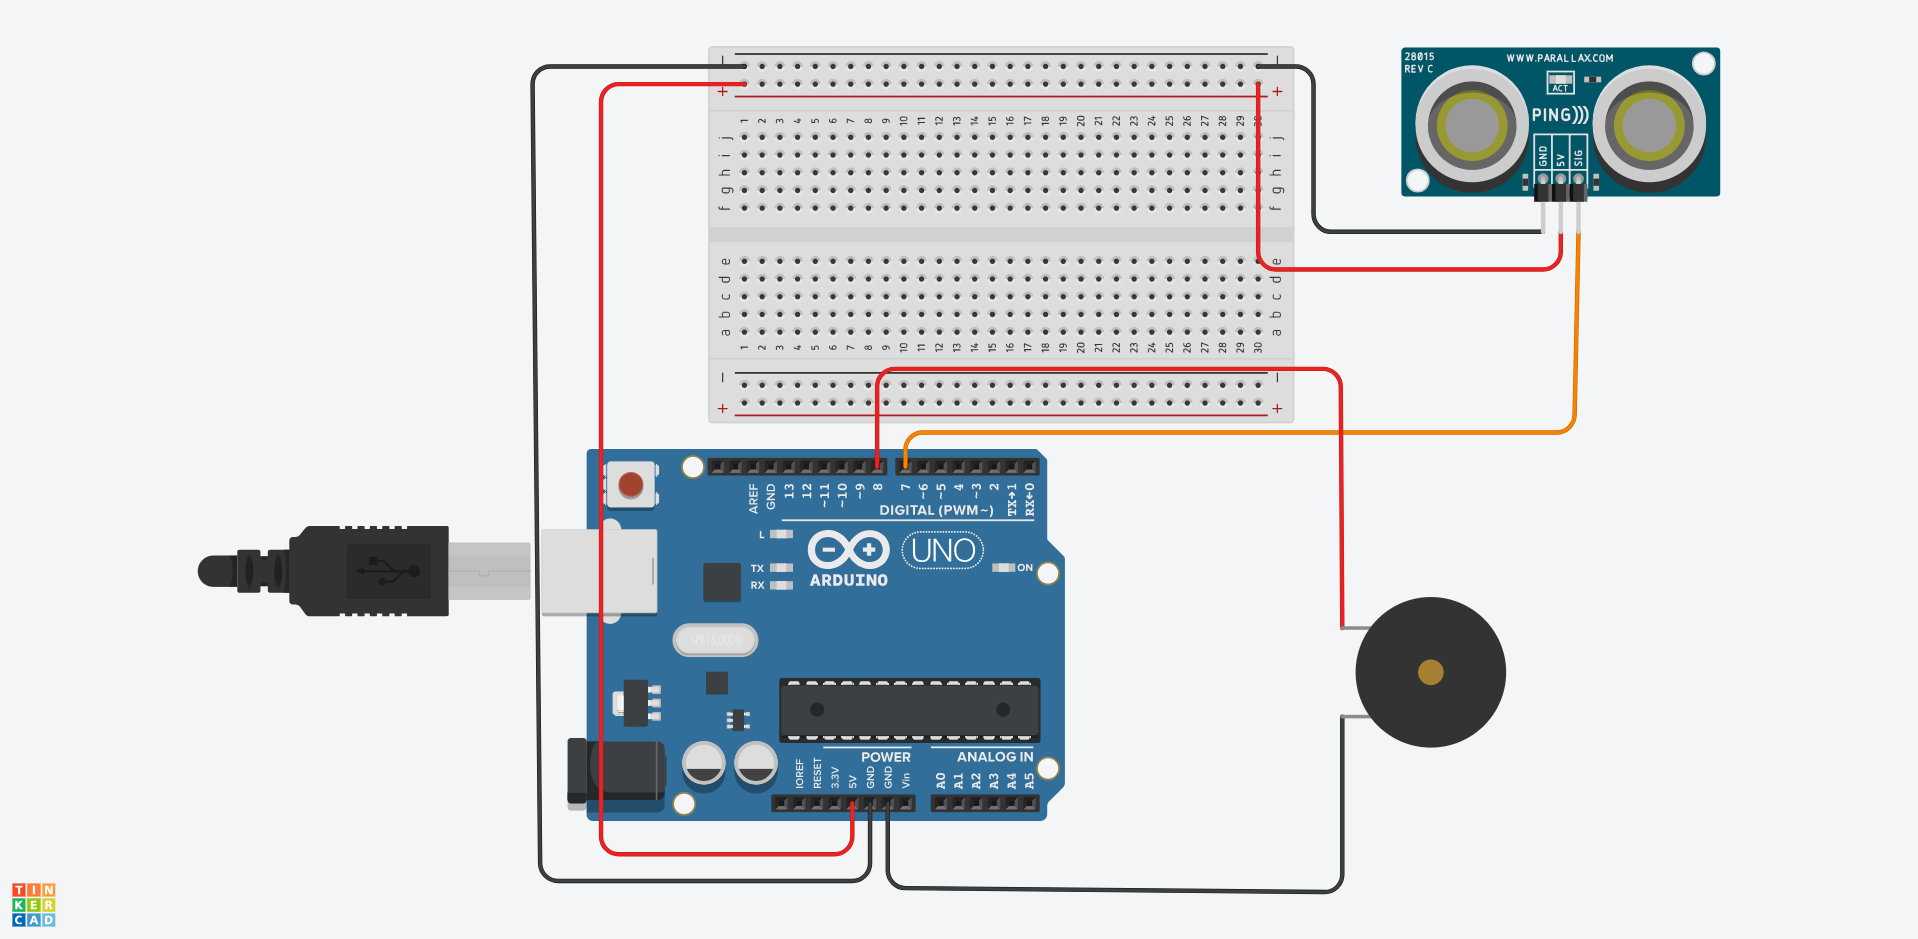 28015
REV C
WWW.PARALLAX.COM
ACT
PING)))
GND
5V
SIG
1 2 3 4 5 6 7 8 9 10 11 12 13 14 15 16 17 18 19 20 21 22 23 24 25 26 27 28 29 30
j j
i i
h h
g g
f f
e e
d d
c c
b b
a a
1 2 3 4 5 6 7 8 9 10 11 12 13 14 15 16 17 18 19 20 21 22 23 24 25 26 27 28 29 30
AREF GND 13 12 ~11 ~10 ~9 8 7 ~6 ~5 4 ~3 2 TX→1 RX←0
DIGITAL (PWM~)
L
TX
RX
ARDUINO
UNO
ON
SPK16.000G
POWER
ANALOG IN
IOREF RESET 3.3V 5V GND GND Vin A0 A1 A2 A3 A4 A5
TIN
KER
CAD